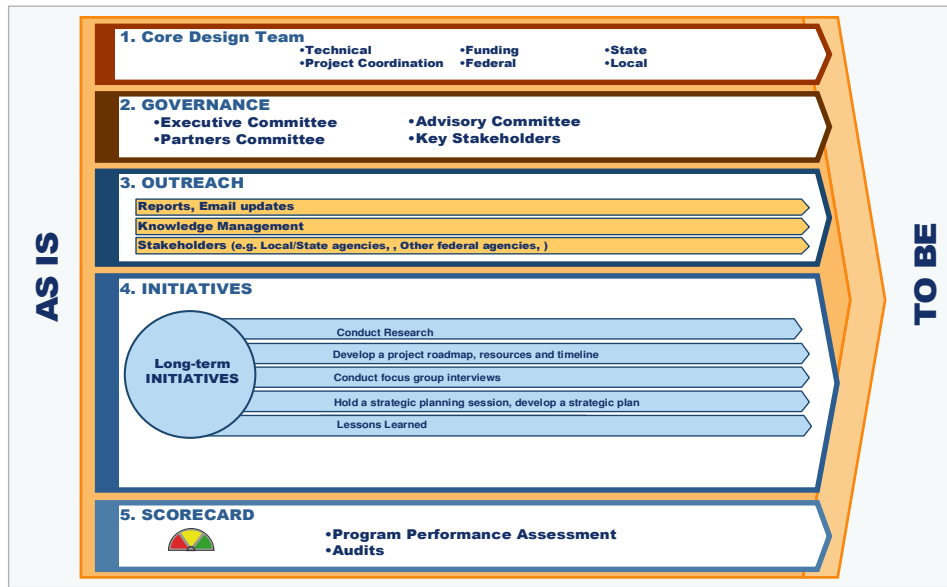 1. Core Design Team
•Technical •Funding •State
•Project Coordination •Federal •Local
2. GOVERNANCE
•Executive Committee •Advisory Committee
•Partners Committee •Key Stakeholders
3. OUTREACH
Reports, Email updates
Knowledge Management
Stakeholders (e.g. Local/State agencies, , Other federal agencies, )
AS IS
TO BE
4. INITIATIVES
Long-term
INITIATIVES
Conduct Research
Develop a project roadmap, resources and timeline
Conduct focus group interviews
Hold a strategic planning session, develop a strategic plan
Lessons Learned
5. SCORECARD
•Program Performance Assessment
•Audits